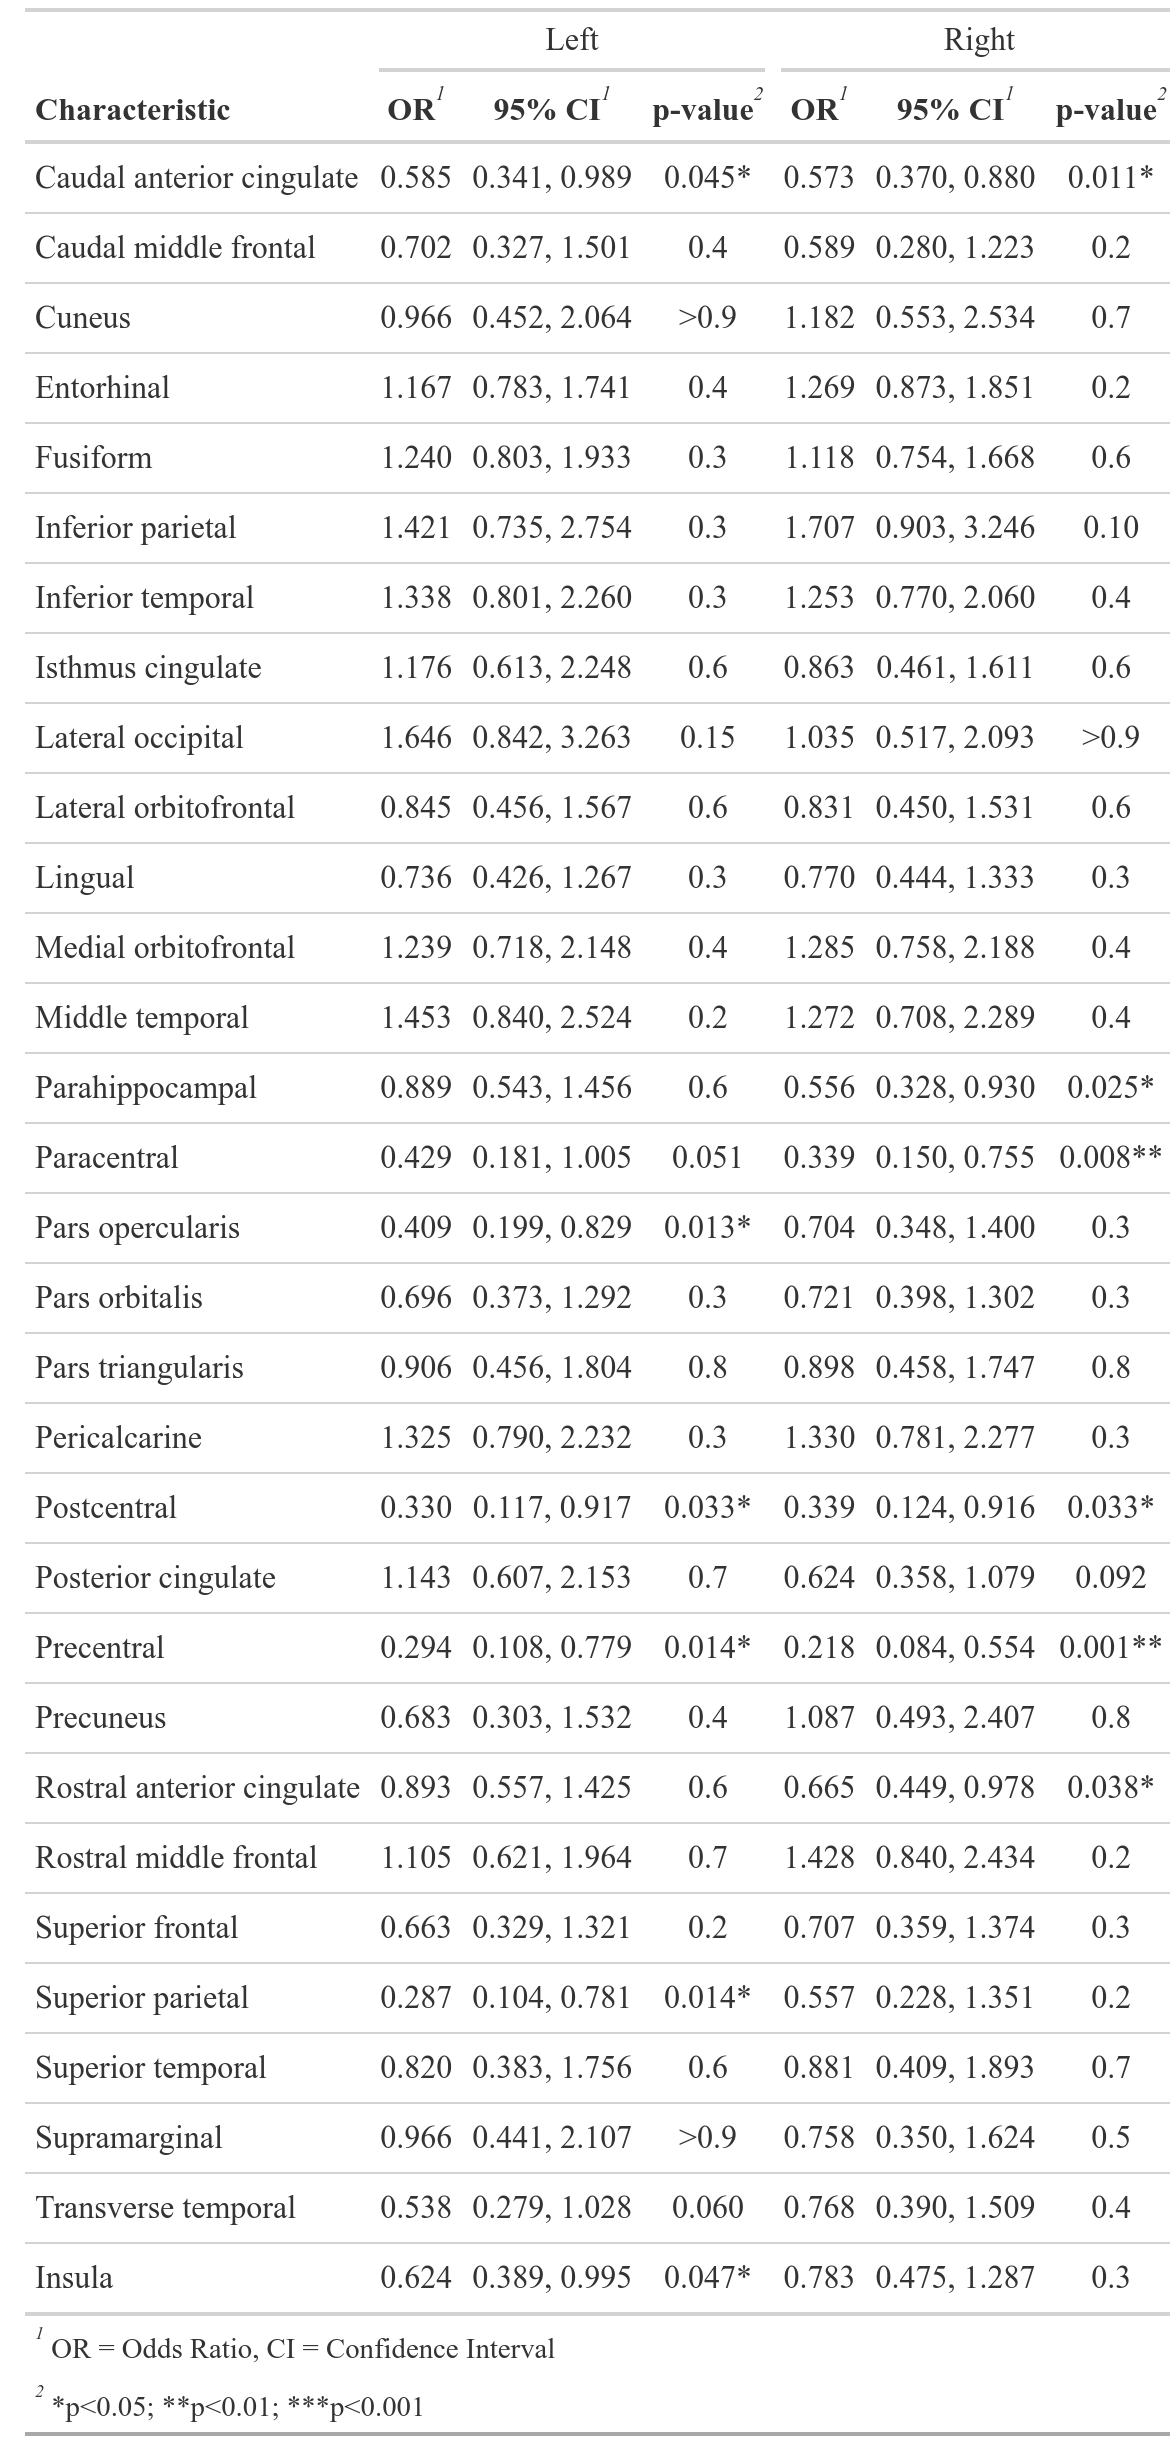 Left Right
Characteristic OR1 95% CI1 p-value2 OR1 95% CI1 p-value2
Caudal anterior cingulate 0.585 0.341, 0.989 0.045* 0.573 0.370, 0.880 0.011*
Caudal middle frontal 0.702 0.327, 1.501 0.4 0.589 0.280, 1.223 0.2
Cuneus 0.966 0.452, 2.064 >0.9 1.182 0.553, 2.534 0.7
Entorhinal 1.167 0.783, 1.741 0.4 1.269 0.873, 1.851 0.2
Fusiform 1.240 0.803, 1.933 0.3 1.118 0.754, 1.668 0.6
Inferior parietal 1.421 0.735, 2.754 0.3 1.707 0.903, 3.246 0.10
Inferior temporal 1.338 0.801, 2.260 0.3 1.253 0.770, 2.060 0.4
Isthmus cingulate 1.176 0.613, 2.248 0.6 0.863 0.461, 1.611 0.6
Lateral occipital 1.646 0.842, 3.263 0.15 1.035 0.517, 2.093 >0.9
Lateral orbitofrontal 0.845 0.456, 1.567 0.6 0.831 0.450, 1.531 0.6
Lingual 0.736 0.426, 1.267 0.3 0.770 0.444, 1.333 0.3
Medial orbitofrontal 1.239 0.718, 2.148 0.4 1.285 0.758, 2.188 0.4
Middle temporal 1.453 0.840, 2.524 0.2 1.272 0.708, 2.289 0.4
Parahippocampal 0.889 0.543, 1.456 0.6 0.556 0.328, 0.930 0.025*
Paracentral 0.429 0.181, 1.005 0.051 0.339 0.150, 0.755 0.008**
Pars opercularis 0.409 0.199, 0.829 0.013* 0.704 0.348, 1.400 0.3
Pars orbitalis 0.696 0.373, 1.292 0.3 0.721 0.398, 1.302 0.3
Pars triangularis 0.906 0.456, 1.804 0.8 0.898 0.458, 1.747 0.8
Pericalcarine 1.325 0.790, 2.232 0.3 1.330 0.781, 2.277 0.3
Postcentral 0.330 0.117, 0.917 0.033* 0.339 0.124, 0.916 0.033*
Posterior cingulate 1.143 0.607, 2.153 0.7 0.624 0.358, 1.079 0.092
Precentral 0.294 0.108, 0.779 0.014* 0.218 0.084, 0.554 0.001**
Precuneus 0.683 0.303, 1.532 0.4 1.087 0.493, 2.407 0.8
Rostral anterior cingulate 0.893 0.557, 1.425 0.6 0.665 0.449, 0.978 0.038*
Rostral middle frontal 1.105 0.621, 1.964 0.7 1.428 0.840, 2.434 0.2
Superior frontal 0.663 0.329, 1.321 0.2 0.707 0.359, 1.374 0.3
Superior parietal 0.287 0.104, 0.781 0.014* 0.557 0.228, 1.351 0.2
Superior temporal 0.820 0.383, 1.756 0.6 0.881 0.409, 1.893 0.7
Supramarginal 0.966 0.441, 2.107 >0.9 0.758 0.350, 1.624 0.5
Transverse temporal 0.538 0.279, 1.028 0.060 0.768 0.390, 1.509 0.4
Insula 0.624 0.389, 0.995 0.047* 0.783 0.475, 1.287 0.3
1 OR = Odds Ratio, CI = Confidence Interval
2 *p<0.05; **p<0.01; ***p<0.001